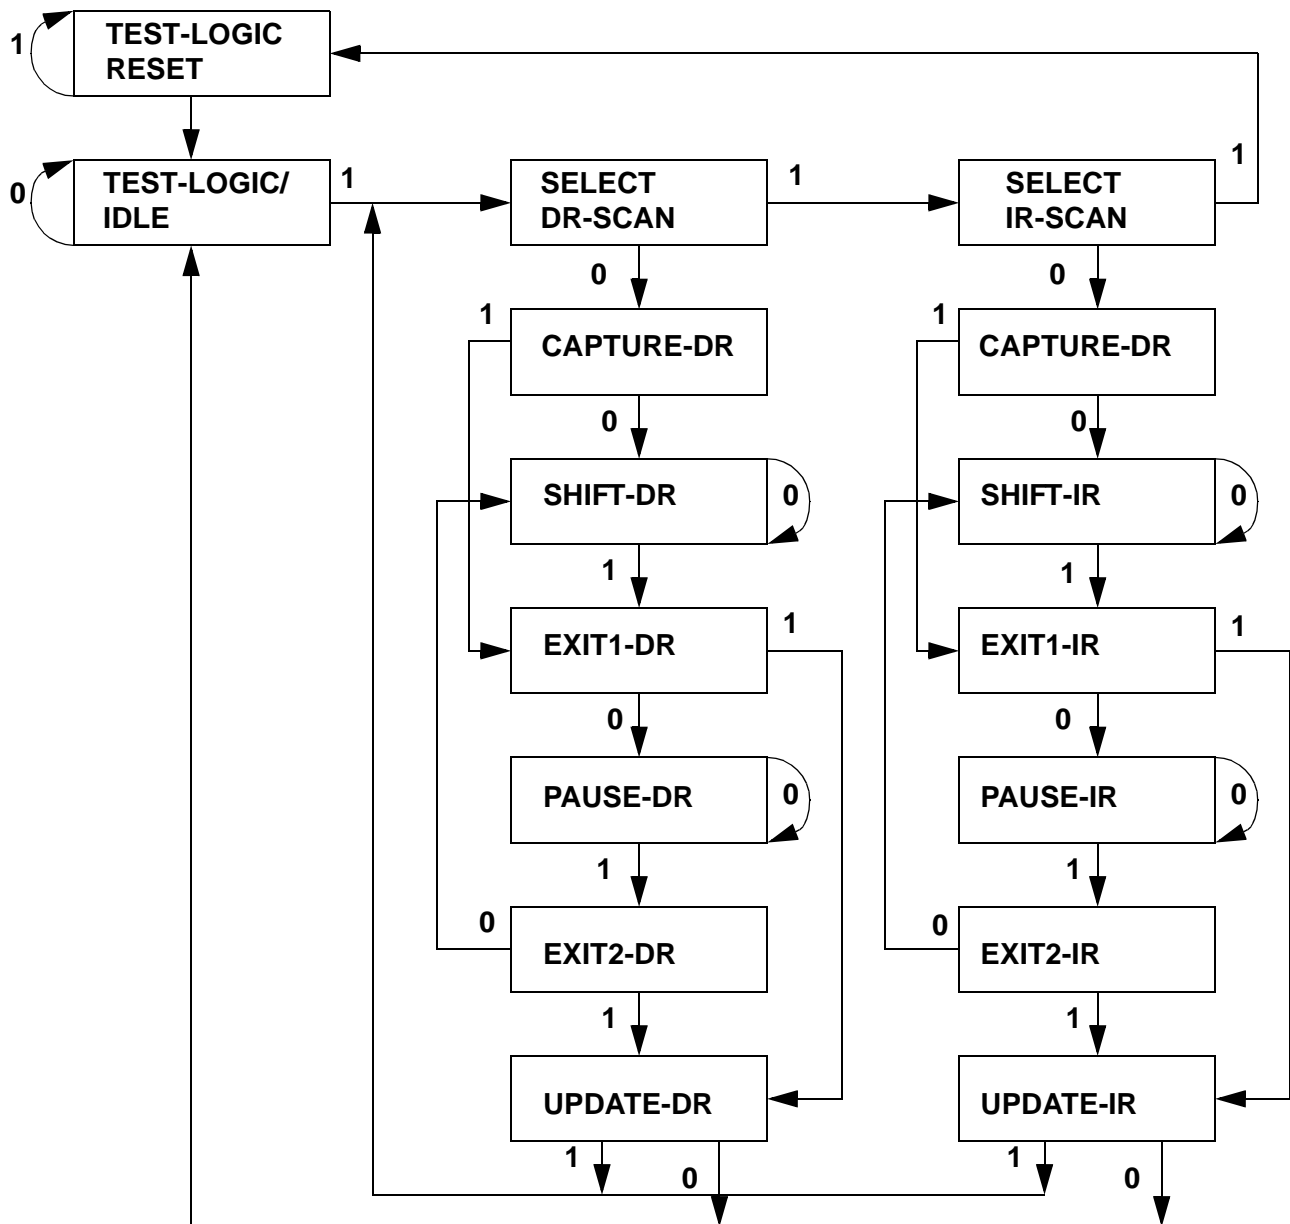 1
TEST-LOGIC
RESET
0
TEST-LOGIC/
IDLE
1
SELECT
DR-SCAN
1
SELECT
IR-SCAN
1
0
0
1
CAPTURE-DR
1
CAPTURE-DR
0
0
SHIFT-DR
0
SHIFT-IR
0
1
1
EXIT1-DR
1
EXIT1-IR
1
0
0
PAUSE-DR
0
PAUSE-IR
0
1
1
0
EXIT2-DR
0
EXIT2-IR
1
1
UPDATE-DR
UPDATE-IR
1
0
1
0